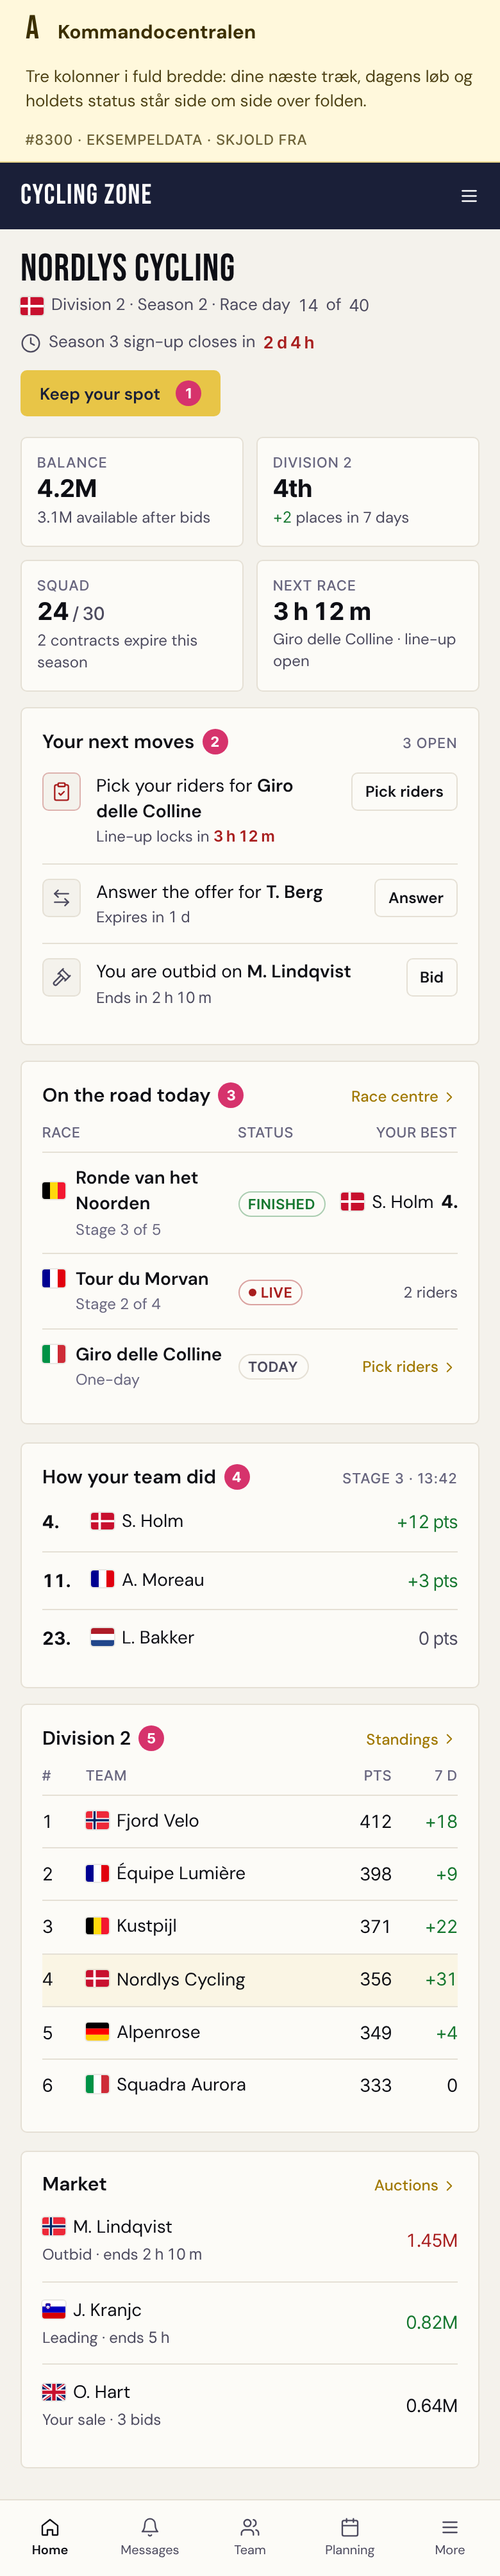 A Kommandocentralen
Tre kolonner i fuld bredde: dine næste træk, dagens løb og
holdets status står side om side over folden.
#8300 · EKSEMPELDATA · SKJOLD FRA
CYCLING ZONE
NORDLYS CYCLING
Division 2 · Season 2 · Race day 14 of 40
Season 3 sign-up closes in 2 d 4 h
Keep your spot 1
BALANCE
4.2M
3.1M available after bids
DIVISION 2
4th
+2 places in 7 days
SQUAD
24 / 30
2 contracts expire this
season
NEXT RACE
3 h 12 m
Giro delle Colline · line-up
open
Your next moves 2 3 OPEN
Pick your riders for Giro
delle Colline
Line-up locks in 3 h 12 m
Pick riders
Answer the offer for T. Berg
Expires in 1 d
Answer
You are outbid on M. Lindqvist
Ends in 2 h 10 m
Bid
On the road today 3 Race centre
RACE STATUS YOUR BEST
Ronde van het
Noorden
Stage 3 of 5
FINISHED
S. Holm 4.
Tour du Morvan
Stage 2 of 4
LIVE
2 riders
Giro delle Colline
One-day
TODAY
Pick riders
How your team did 4 STAGE 3 · 13:42
4. S. Holm +12 pts
11. A. Moreau +3 pts
23. L. Bakker 0 pts
Division 2 5 Standings
# TEAM PTS 7 D
1 Fjord Velo 412 +18
2 Équipe Lumière 398 +9
3 Kustpijl 371 +22
4 Nordlys Cycling 356 +31
5 Alpenrose 349 +4
6 Squadra Aurora 333 0
Market Auctions
M. Lindqvist
Outbid · ends 2 h 10 m
1.45M
J. Kranjc
Leading · ends 5 h
0.82M
O. Hart
Your sale · 3 bids
0.64M
Home Messages Team Planning More